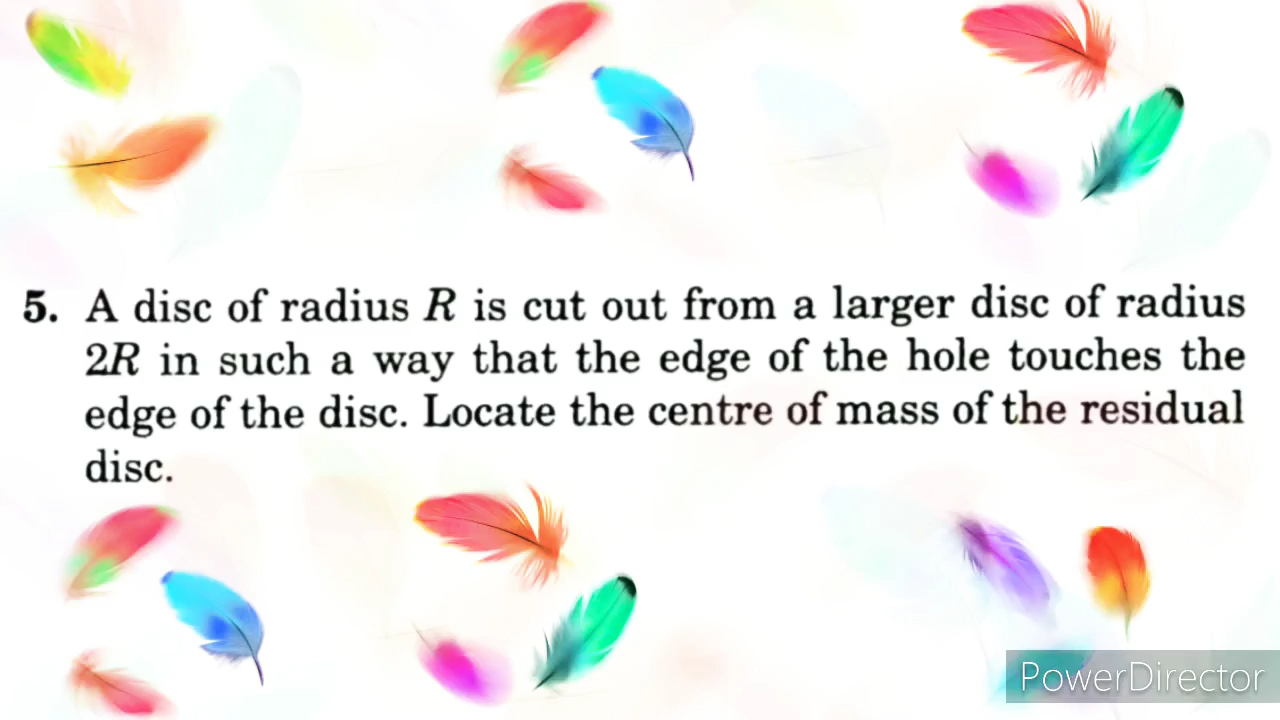 5. A disc of radius R is cut out from a larger disc of radius
2R in such a way that the edge of the hole touches the
edge of the disc. Locate the centre of mass of the residual
disc.
PowerDirector